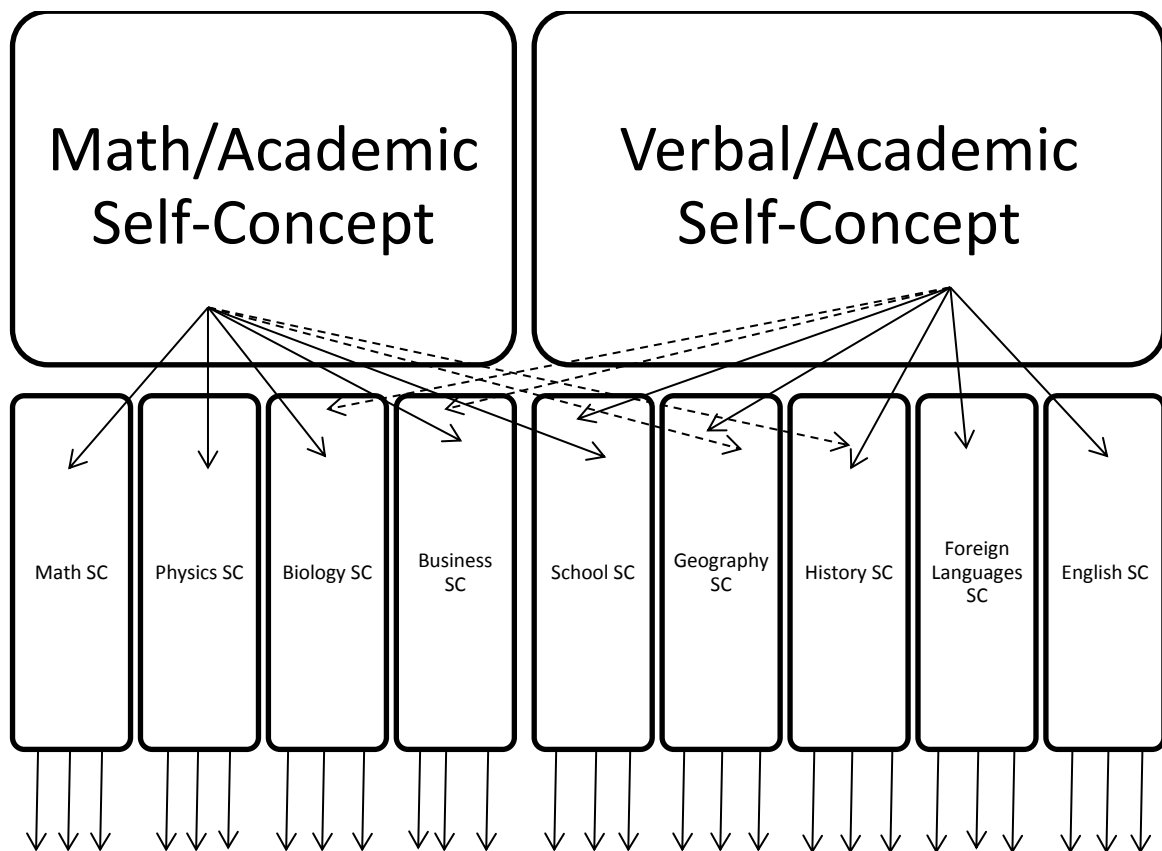 Math/Academic
Self-Concept
Verbal/Academic
Self-Concept
Math SC
Physics SC
Biology SC
Business
SC
School SC
Geography
SC
History SC
Foreign
Languages
SC
English SC